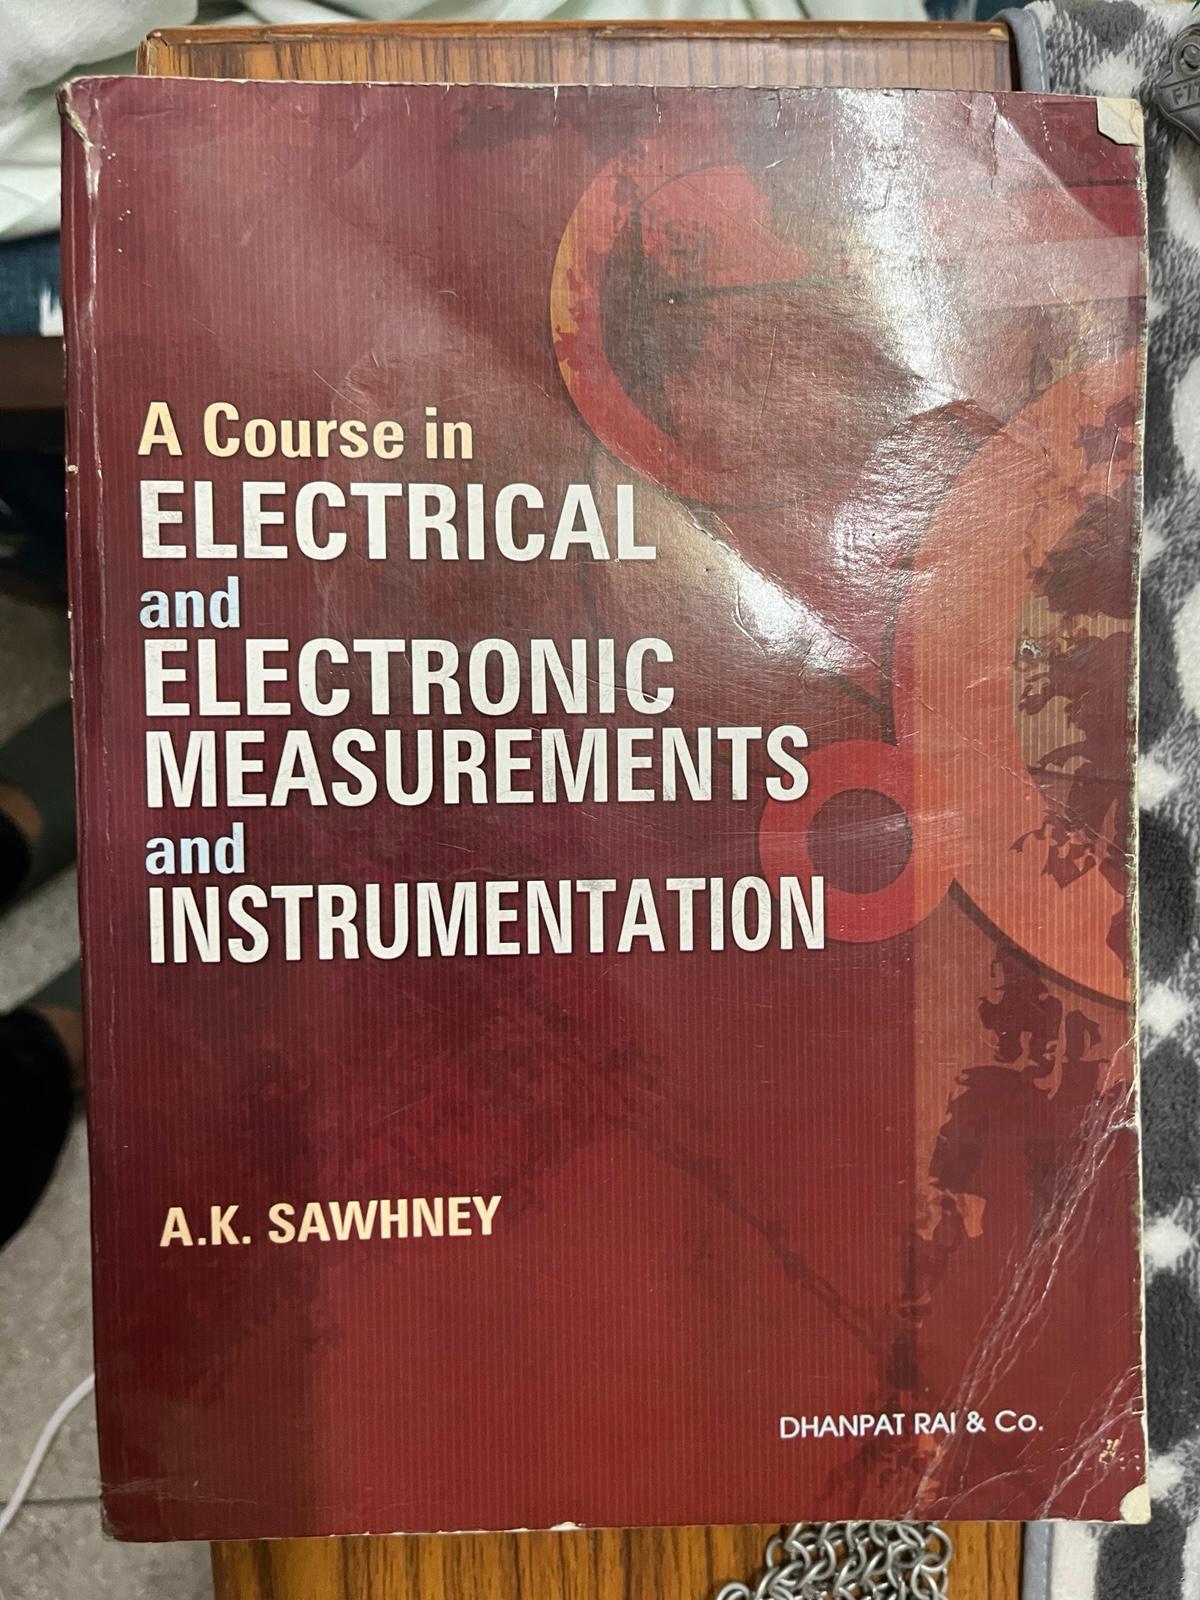 A Course in
ELECTRICAL
and
ELECTRONIC
MEASUREMENTS
and
INSTRUMENTATION
A.K. SAWHNEY
DHANPAT RAI & Co.